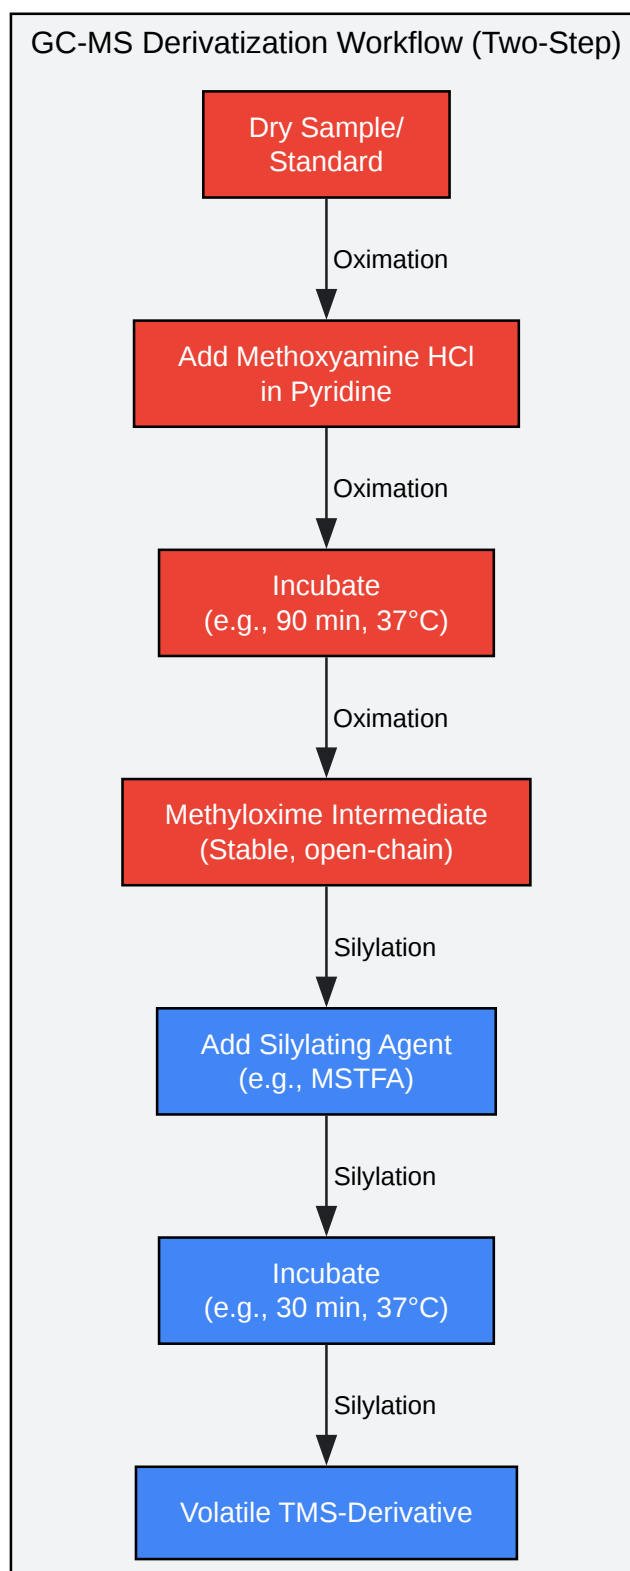 GC-MS Derivatization Workflow (Two-Step)
Dry Sample/
Standard
Oximation
Add Methoxyamine HCl
in Pyridine
Oximation
Incubate
(e.g., 90 min, 37°C)
Oximation
Methyloxime Intermediate
(Stable, open-chain)
Silylation
Add Silylating Agent
(e.g., MSTFA)
Silylation
Incubate
(e.g., 30 min, 37°C)
Silylation
Volatile TMS-Derivative